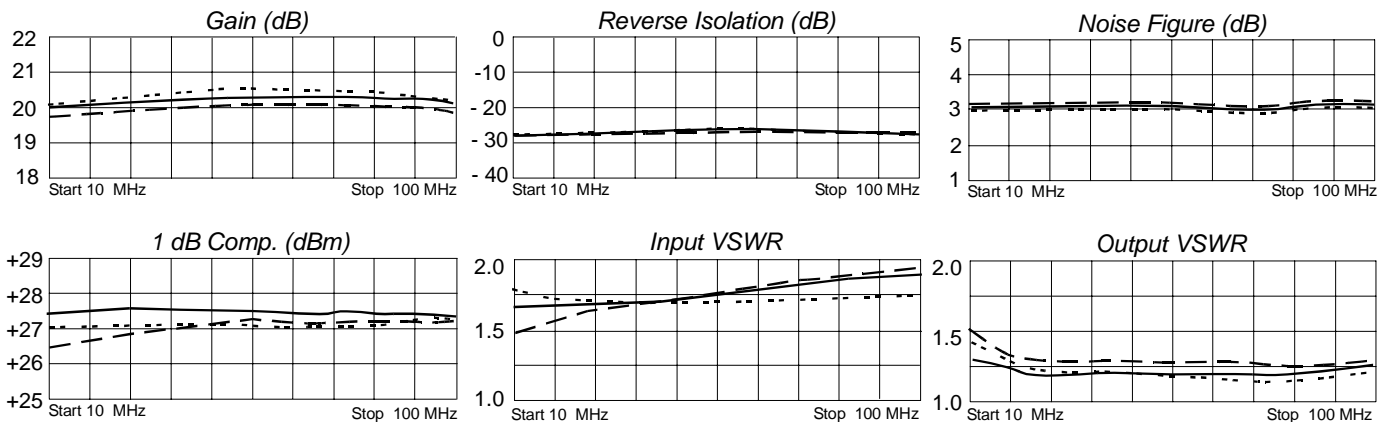 Gain (dB)
22
21
20
19
18
Start 10 MHz
Stop 100 MHz
Reverse Isolation (dB)
0
-10
-20
-30
-40
Start 10 MHz
Stop 100 MHz
Noise Figure (dB)
5
4
3
2
1
Start 10 MHz
Stop 100 MHz
1 dB Comp. (dBm)
+29
+28
+27
+26
+25
Start 10 MHz
Stop 100 MHz
Input VSWR
2.0
1.5
1.0
Start 10 MHz
Stop 100 MHz
Output VSWR
2.0
1.5
1.0
Start 10 MHz
Stop 100 MHz